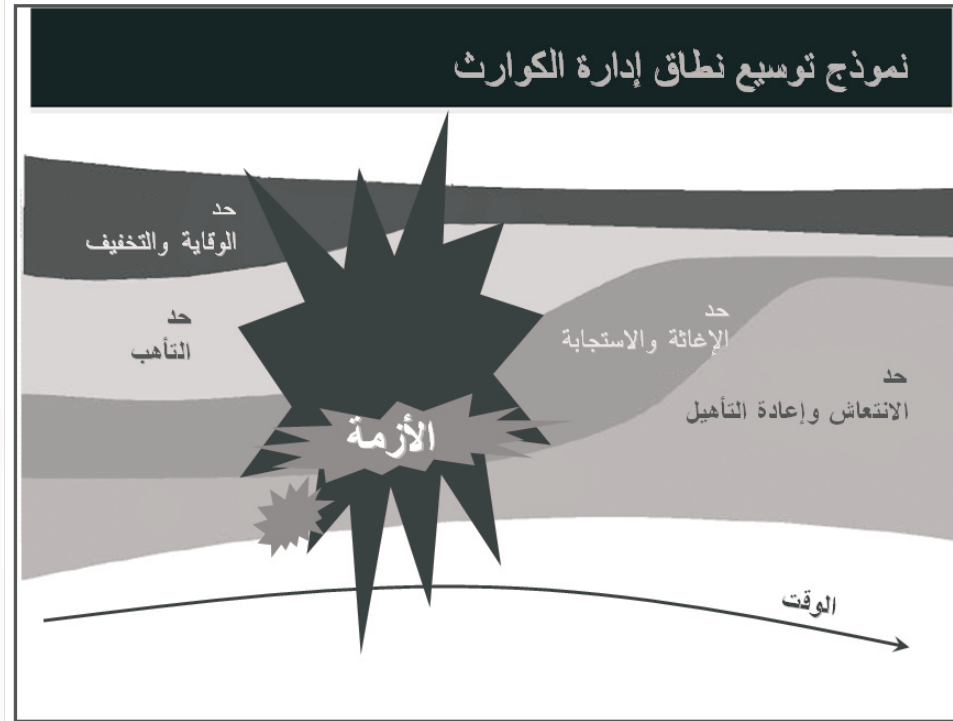 نموذج توسيع نطاق إدارة الكوارث
حد
الوقاية والتخفيف
حد
التأهب
حد
الإغاثة والاستجابة
حد
الانتعاش وإعادة التأهيل
الأزمة
الوقت